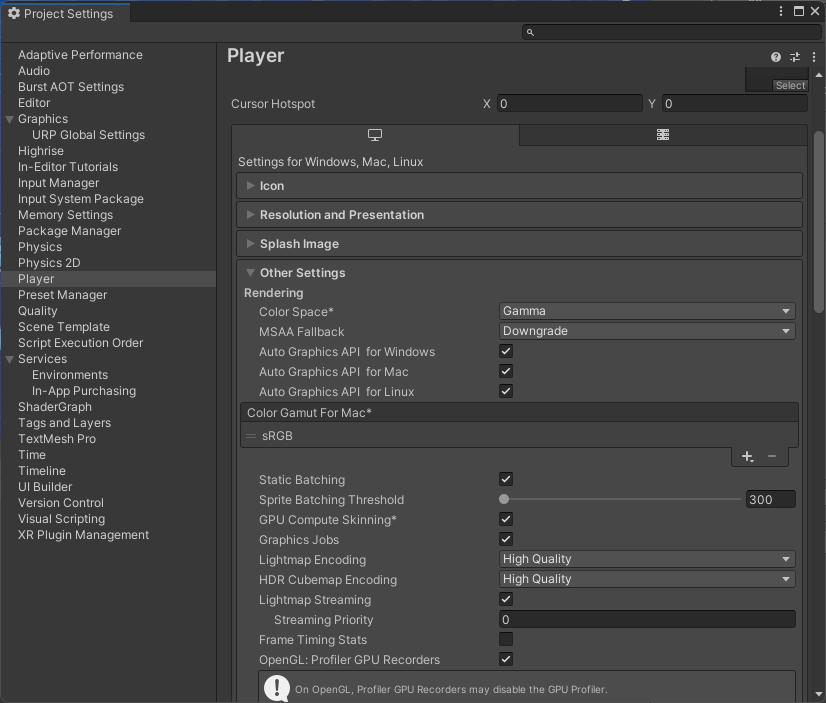 Project Settings
Adaptive Performance
Audio
Burst AOT Settings
Editor
Graphics
URP Global Settings
Highrise
In-Editor Tutorials
Input Manager
Input System Package
Memory Settings
Package Manager
Physics
Physics 2D
Player
Preset Manager
Quality
Scene Template
Script Execution Order
Services
Environments
In-App Purchasing
ShaderGraph
Tags and Layers
TextMesh Pro
Time
Timeline
UI Builder
Version Control
Visual Scripting
XR Plugin Management
Player
Select
Cursor Hotspot X 0 Y 0
Settings for Windows, Mac, Linux
Icon
Resolution and Presentation
Splash Image
Other Settings
Rendering
Color Space* Gamma
MSAA Fallback Downgrade
Auto Graphics API for Windows
Auto Graphics API for Mac
Auto Graphics API for Linux
Color Gamut For Mac*
sRGB
Static Batching
Sprite Batching Threshold 300
GPU Compute Skinning*
Graphics Jobs
Lightmap Encoding High Quality
HDR Cubemap Encoding High Quality
Lightmap Streaming
Streaming Priority 0
Frame Timing Stats
OpenGL: Profiler GPU Recorders
On OpenGL, Profiler GPU Recorders may disable the GPU Profiler.